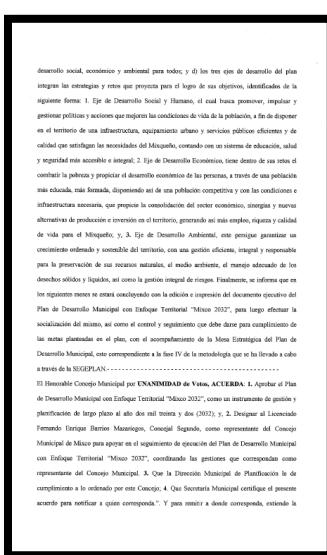 desarrollo social, económico y ambiental para todos; y d) los tres ejes de desarrollo del plan
integran las estrategias y retos que proyecta para el logro de sus objetivos, identificados de la
siguiente forma: 1. Eje de Desarrollo Social y Humano, el cual busca promover, impulsar y
gestionar políticas y acciones que mejoren las condiciones de vida de la población, a fin de disponer
en el territorio de una infraestructura, equipamiento urbano y servicios públicos eficientes y de
calidad que satisfagan las necesidades del Mixqueño, contando con un sistema de educación, salud
y seguridad más accesible e integral; 2. Eje de Desarrollo Económico, tiene dentro de sus retos el
combatir la pobreza y propiciar el desarrollo económico de las personas, a través de una población
más educada, más formada, disponiendo así de una población competitiva y con las condiciones e
infraestructura necesaria, que propicie la consolidación del sector económico, sinergias y nuevas
alternativas de producción e inversión en el territorio, generando así más empleo, riqueza y calidad
de vida para el Mixqueño; y, 3. Eje de Desarrollo Ambiental, este persigue garantizar un
crecimiento ordenado y sostenible del territorio, con una gestión eficiente, integral y responsable
para la preservación de sus recursos naturales, el medio ambiente, el manejo adecuado de los
desechos sólidos y líquidos, así como la gestión integral de riesgos. Finalmente, se informa que en
los siguientes meses se estará concluyendo con la edición e impresión del documento ejecutivo del
Plan de Desarrollo Municipal con Enfoque Territorial "Mixco 2032", para luego efectuar la
socialización del mismo, así como el control y seguimiento que debe darse para cumplimiento de
las metas planteadas en el plan, con el acompañamiento de la Mesa Estratégica del Plan de
Desarrollo Municipal, esto correspondiente a la fase IV de la metodología que se ha llevado a cabo
a través de la SEGEPLAN.- - - - - - - - - - - - - - - - - - - - - - - - - - - - - - - - - - - - - - - -
El Honorable Concejo Municipal por UNANIMIDAD de Votos, ACUERDA: 1. Aprobar el Plan
de Desarrollo Municipal con Enfoque Territorial "Mixco 2032", como un instrumento de gestión y
planificación de largo plazo al año dos mil treinta y dos (2032); y, 2. Designar al Licenciado
Fernando Enrique Barrios Mazariegos, Concejal Segundo, como representante del Concejo
Municipal de Mixco para apoyar en el seguimiento de ejecución del Plan de Desarrollo Municipal
con Enfoque Territorial "Mixco 2032", coordinando las gestiones que correspondan como
representante del Concejo Municipal. 3. Que la Dirección Municipal de Planificación le de
cumplimiento a lo ordenado por este Concejo; 4. Que Secretaría Municipal certifique el presente
acuerdo para notificar a quien corresponda.". Y para remitir a donde corresponda, extiendo la